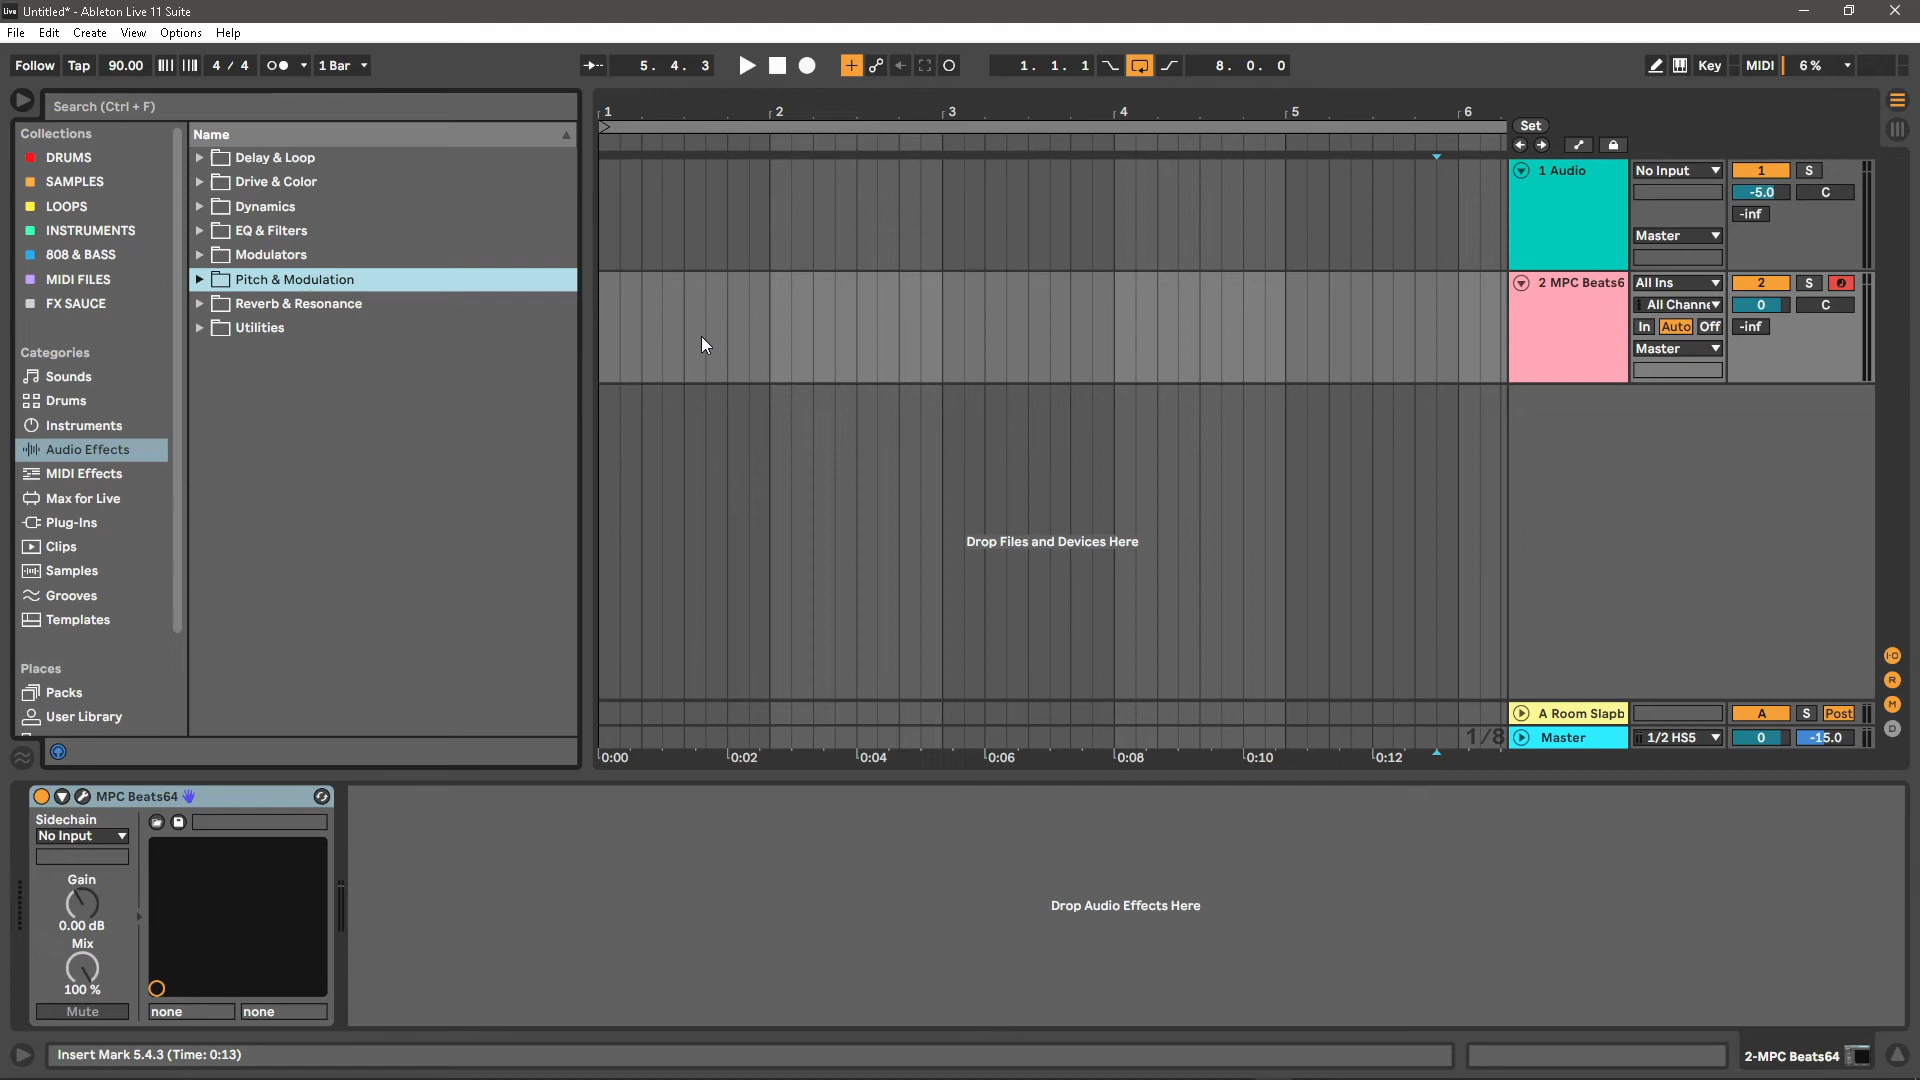 Live Untitled* - Ableton Live 11 Suite
File Edit Create View Options Help
Follow Tap 90.00 4 / 4 1 Bar 5. 4. 3 1. 1. 1 8. 0. 0 Key MIDI 6 %
Search (Ctrl + F)
Collections
DRUMS
SAMPLES
LOOPS
INSTRUMENTS
808 & BASS
MIDI FILES
FX SAUCE
Categories
Sounds
Drums
Instruments
Audio Effects
MIDI Effects
Max for Live
Plug-Ins
Clips
Samples
Grooves
Templates
Places
Packs
User Library
Name
Delay & Loop
Drive & Color
Dynamics
EQ & Filters
Modulators
Pitch & Modulation
Reverb & Resonance
Utilities
1 2 3 4 5 6
Set
1 Audio No Input 1 S
-5.0 C
-inf
Master
2 MPC Beats6 All Ins 2 S
All Channe 0 C
In Auto Off -inf
Master
Drop Files and Devices Here
A Room Slapb A S Post
1/8 Master 1/2 HS5 0 -15.0
0:00 0:02 0:04 0:06 0:08 0:10 0:12
I·O
R
M
D
MPC Beats64
Sidechain
No Input
Gain
0.00 dB
Mix
100 %
Mute none none
Drop Audio Effects Here
Insert Mark 5.4.3 (Time: 0:13)
2-MPC Beats64